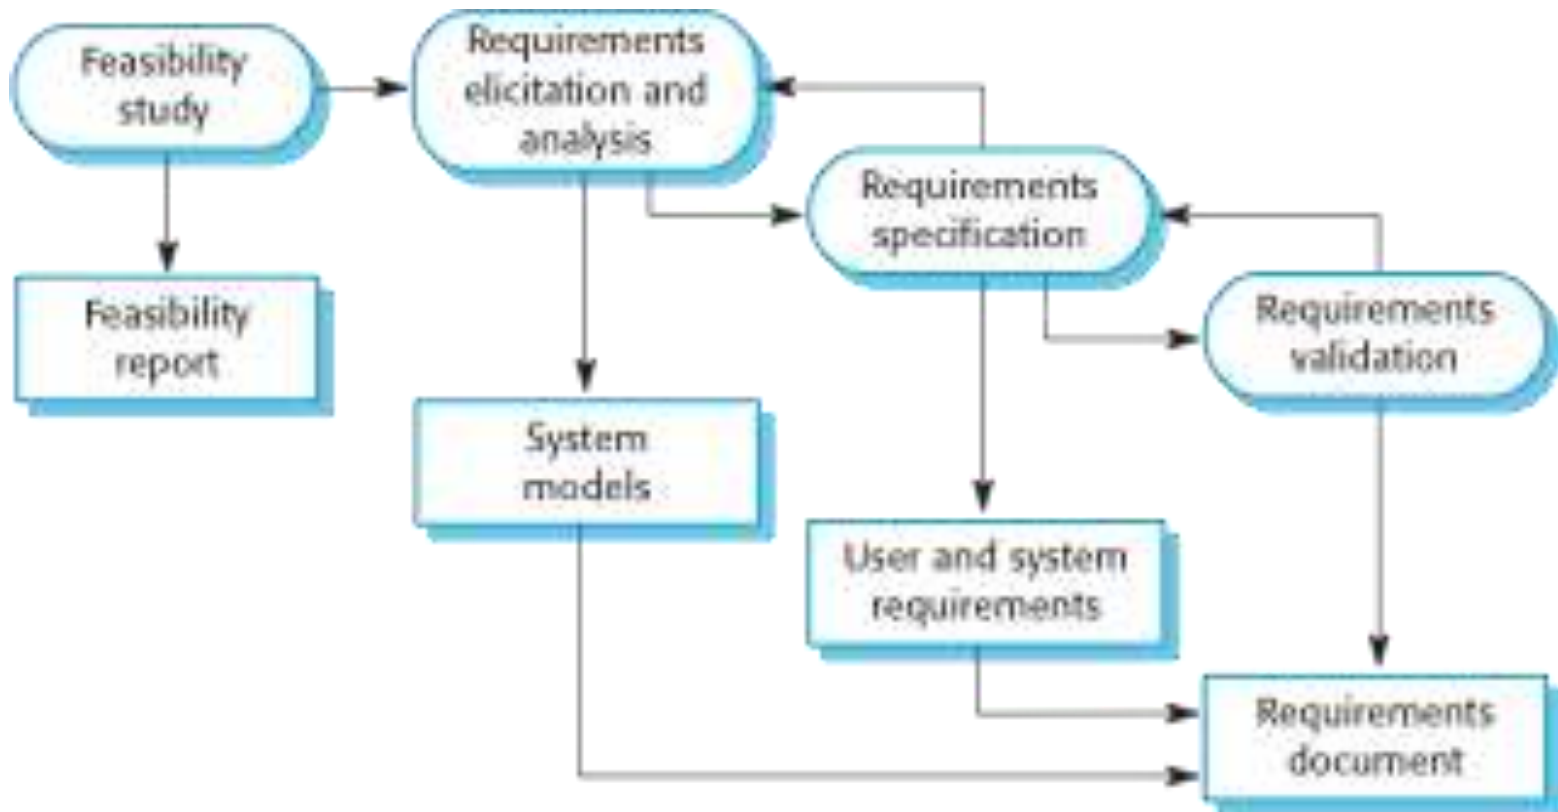 Feasibility
study
Requirements
elicitation and
analysis
Requirements
specification
Requirements
validation
Feasibility
report
System
models
User and system
requirements
Requirements
document